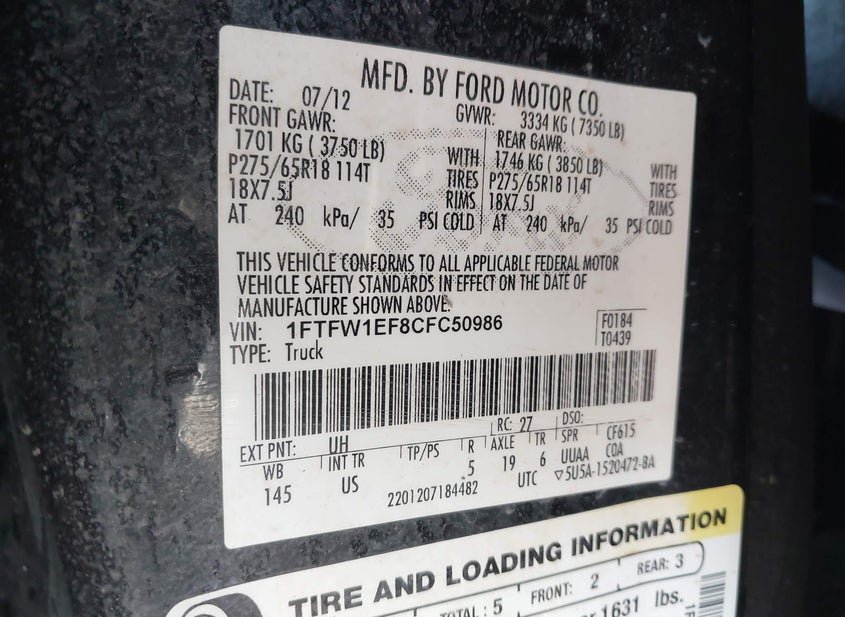 MFD. BY FORD MOTOR CO.
DATE: 07/12 GVWR: 3334 KG ( 7350 LB)
FRONT GAWR: REAR GAWR:
1701 KG ( 3750 LB) WITH 1746 KG ( 3850 LB) WITH
P275/65R18 114T TIRES P275/65R18 114T TIRES
18X7.5J RIMS 18X7.5J RIMS
AT 240 kPa/ 35 PSI COLD AT 240 kPa/ 35 PSI COLD
THIS VEHICLE CONFORMS TO ALL APPLICABLE FEDERAL MOTOR
VEHICLE SAFETY STANDARDS IN EFFECT ON THE DATE OF
MANUFACTURE SHOWN ABOVE.
VIN: 1FTFW1EF8CFC50986 F0184
TYPE: Truck T0439
EXT PNT: UH RC: 27 DSO:
WB INT TR TP/PS R AXLE TR SPR CF615
145 US 5 19 6 UUAA COA
2201207184482 UTC ▽5U5A-1520472-BA
TIRE AND LOADING INFORMATION
TOTAL : 5 FRONT: 2 REAR: 3
1631 lbs.